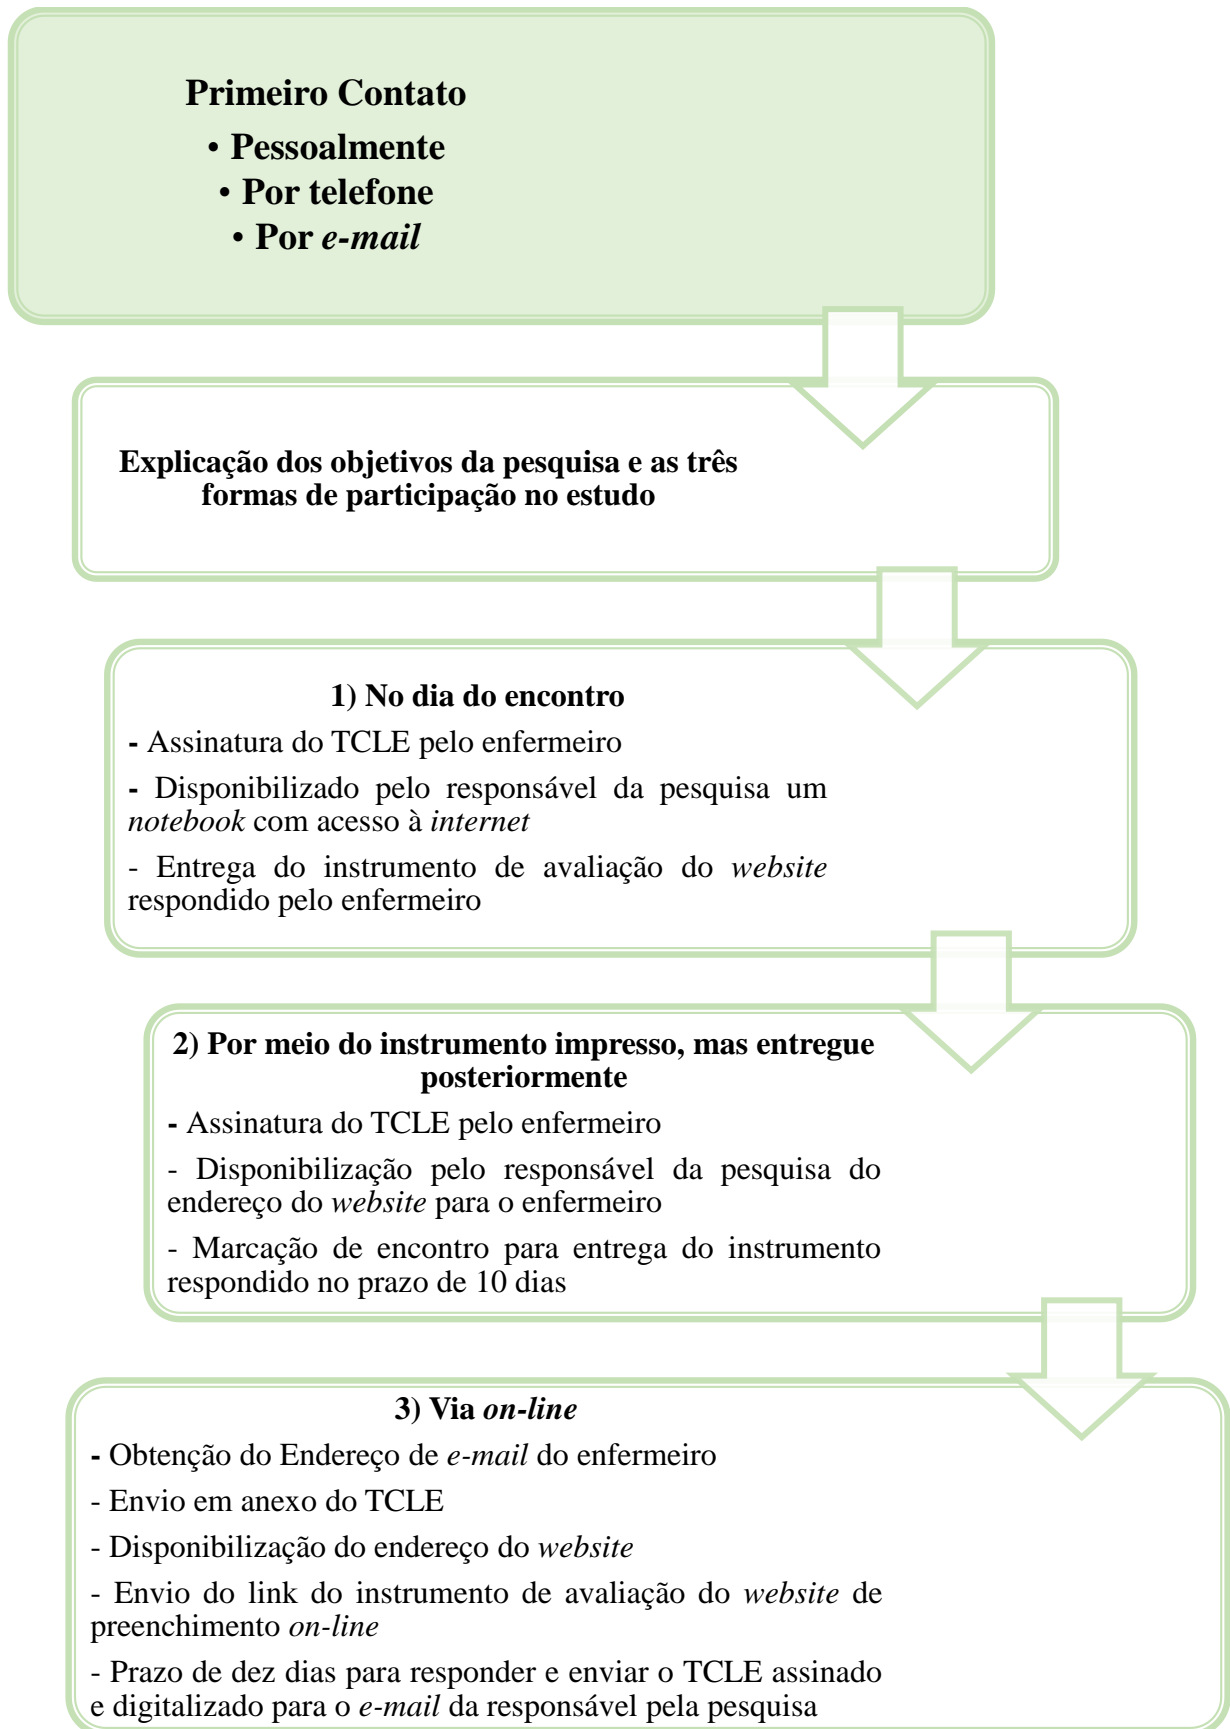 Primeiro Contato
• Pessoalmente
• Por telefone
• Por e-mail
Explicação dos objetivos da pesquisa e as três
formas de participação no estudo
1) No dia do encontro
- Assinatura do TCLE pelo enfermeiro
- Disponibilizado pelo responsável da pesquisa um
notebook com acesso à internet
- Entrega do instrumento de avaliação do website
respondido pelo enfermeiro
2) Por meio do instrumento impresso, mas entregue
posteriormente
- Assinatura do TCLE pelo enfermeiro
- Disponibilização pelo responsável da pesquisa do
endereço do website para o enfermeiro
- Marcação de encontro para entrega do instrumento
respondido no prazo de 10 dias
3) Via on-line
- Obtenção do Endereço de e-mail do enfermeiro
- Envio em anexo do TCLE
- Disponibilização do endereço do website
- Envio do link do instrumento de avaliação do website de
preenchimento on-line
- Prazo de dez dias para responder e enviar o TCLE assinado
e digitalizado para o e-mail da responsável pela pesquisa